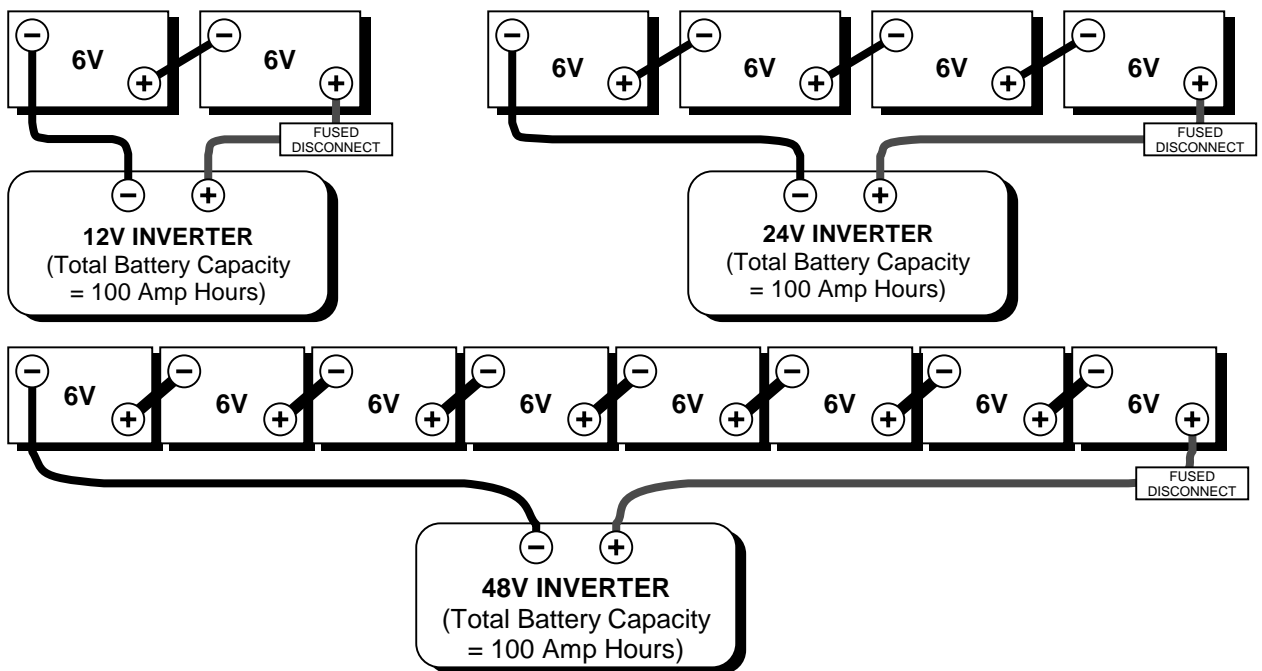 − − − − − −
6V 6V 6V 6V 6V 6V
+ + + + + +
FUSED
DISCONNECT
FUSED
DISCONNECT
− +
12V INVERTER
(Total Battery Capacity
= 100 Amp Hours)
− +
24V INVERTER
(Total Battery Capacity
= 100 Amp Hours)
− − − − − − − −
6V 6V 6V 6V 6V 6V 6V 6V
+ + + + + + + +
FUSED
DISCONNECT
− +
48V INVERTER
(Total Battery Capacity
= 100 Amp Hours)